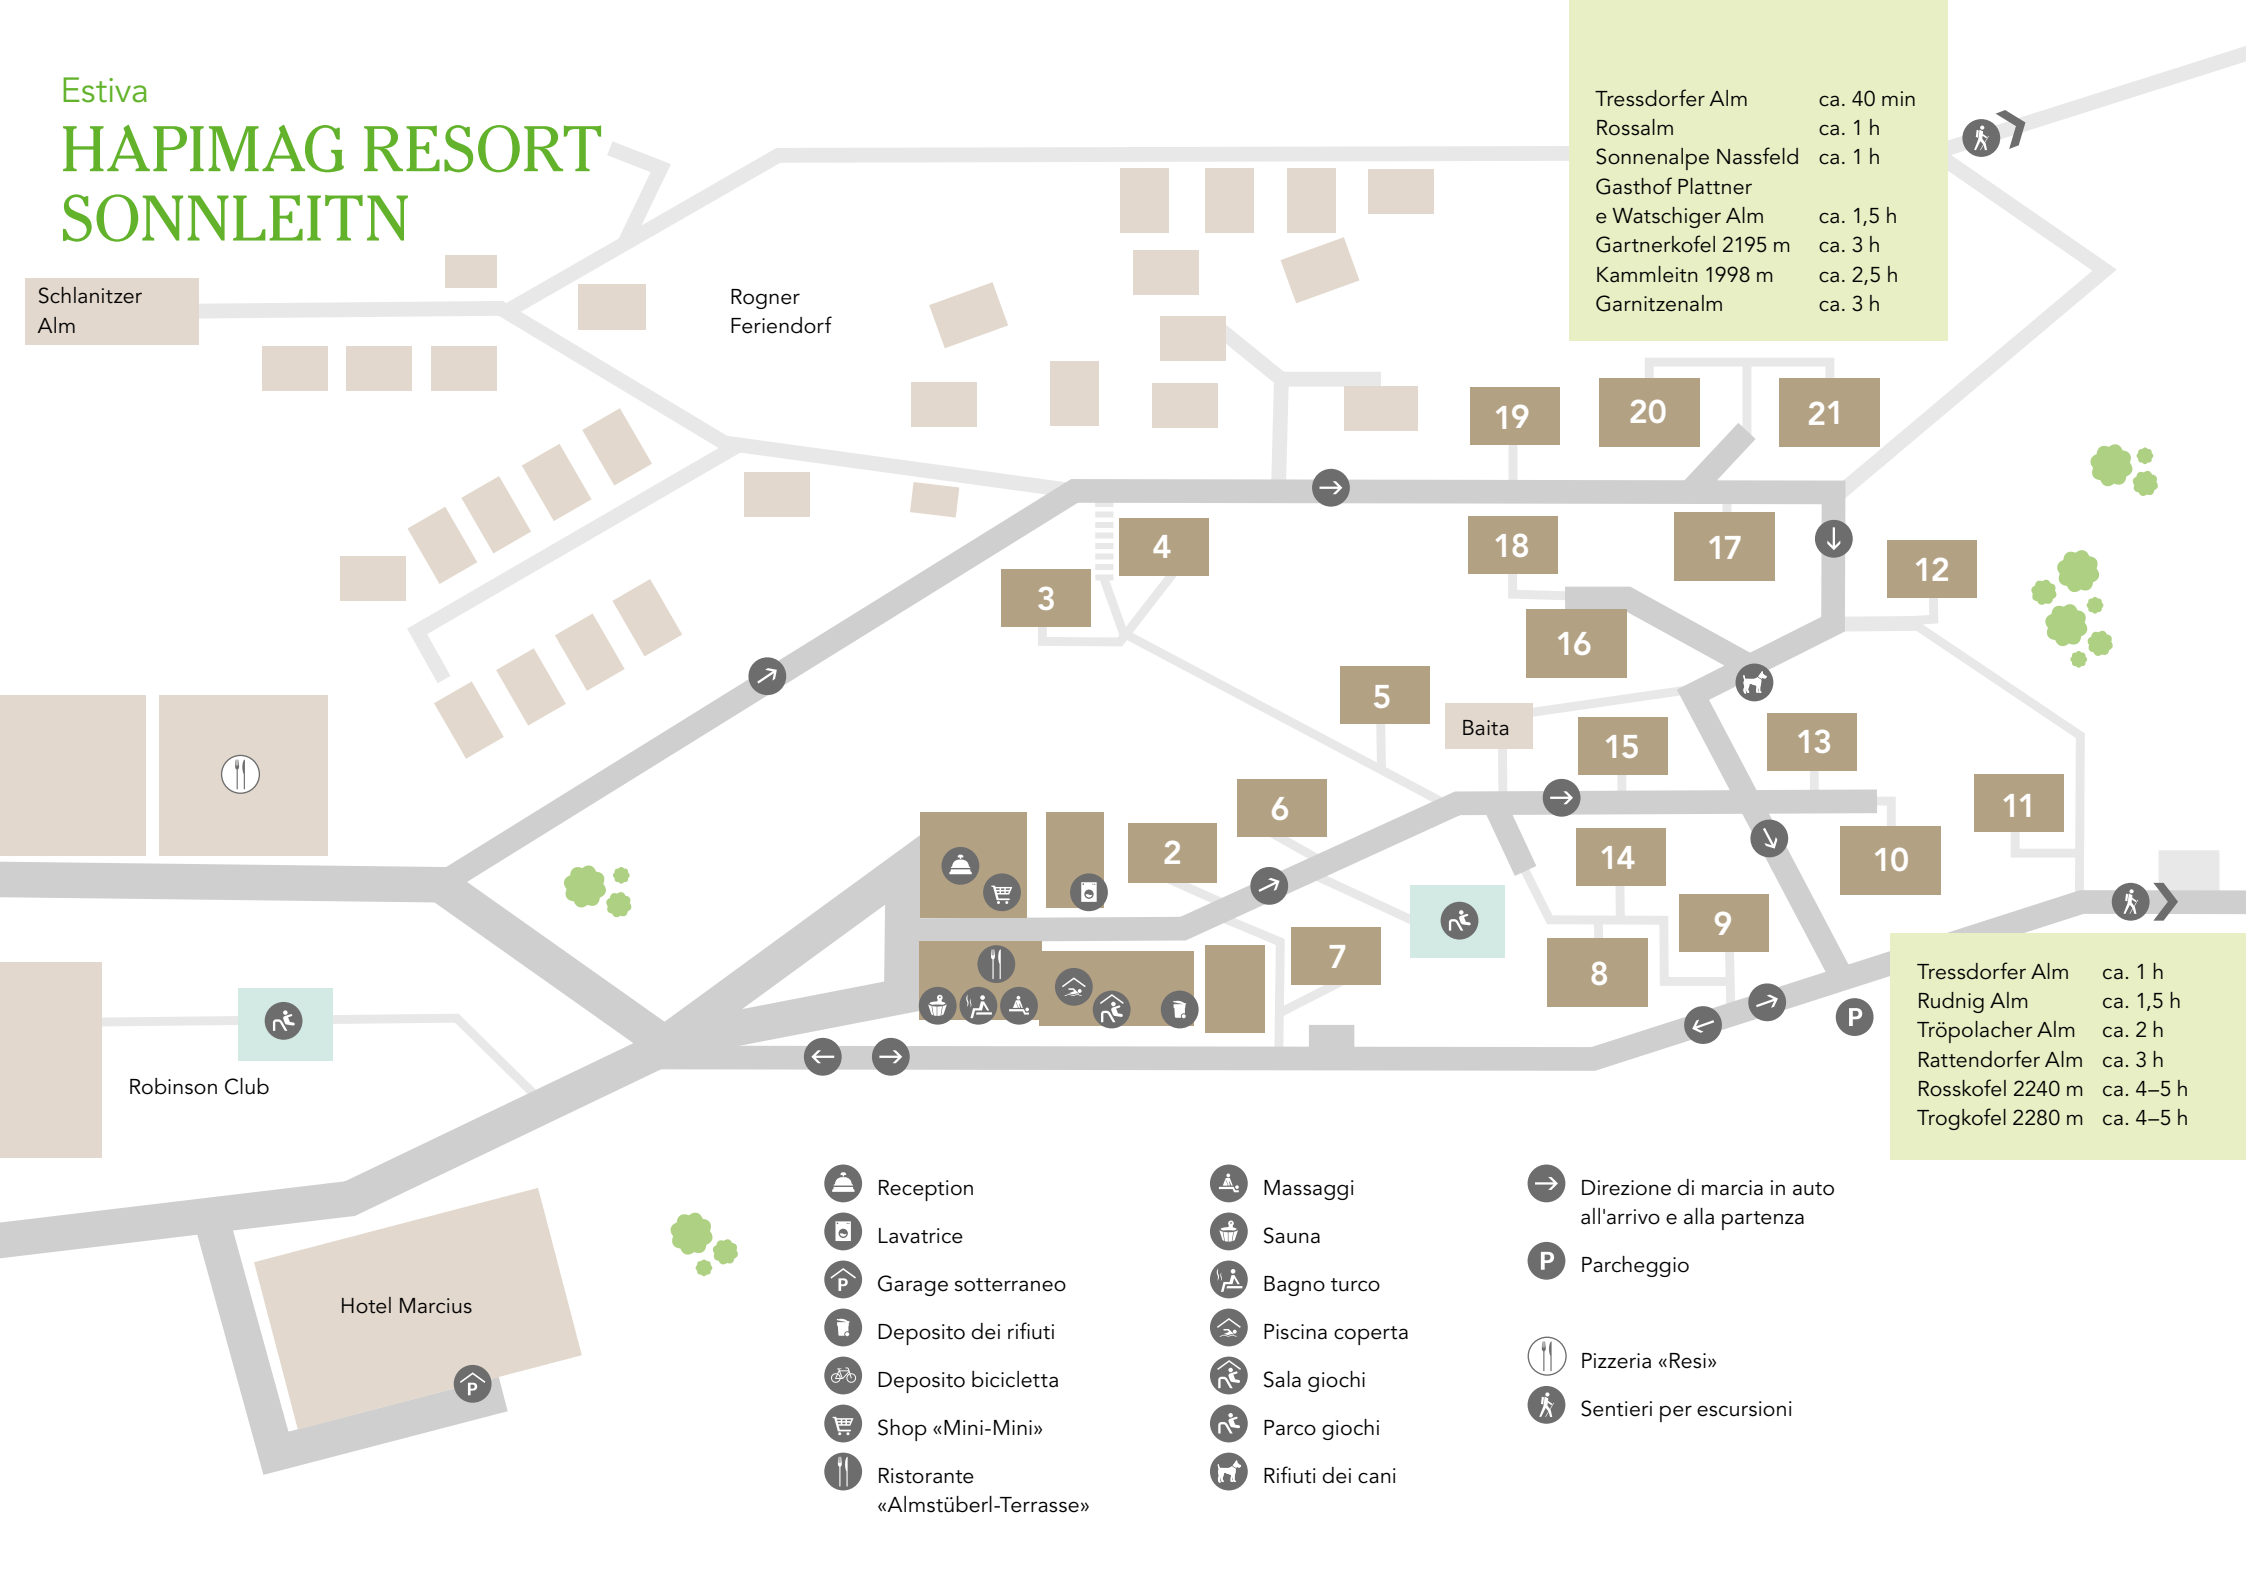 Estiva
HAPIMAG RESORT
SONNLEITN
Tressdorfer Alm ca. 40 min
Rossalm ca. 1 h
Sonnenalpe Nassfeld ca. 1 h
Gasthof Plattner
e Watschiger Alm ca. 1,5 h
Gartnerkofel 2195 m ca. 3 h
Kammleitn 1998 m ca. 2,5 h
Garnitzenalm ca. 3 h
Schlanitzer
Alm
Rogner
Feriendorf
19
20
21
4
18
17
12
3
16
5
Baita
15
13
6
11
2
14
10
9
7
8
P
Robinson Club
Tressdorfer Alm ca. 1 h
Rudnig Alm ca. 1,5 h
Tröpolacher Alm ca. 2 h
Rattendorfer Alm ca. 3 h
Rosskofel 2240 m ca. 4–5 h
Trogkofel 2280 m ca. 4–5 h
Hotel Marcius
P
Reception
Lavatrice
P Garage sotterraneo
Deposito dei rifiuti
Deposito bicicletta
Shop «Mini-Mini»
Ristorante
«Almstüberl-Terrasse»
Massaggi
Sauna
Bagno turco
Piscina coperta
Sala giochi
Parco giochi
Rifiuti dei cani
Direzione di marcia in auto
all'arrivo e alla partenza
P Parcheggio
Pizzeria «Resi»
Sentieri per escursioni